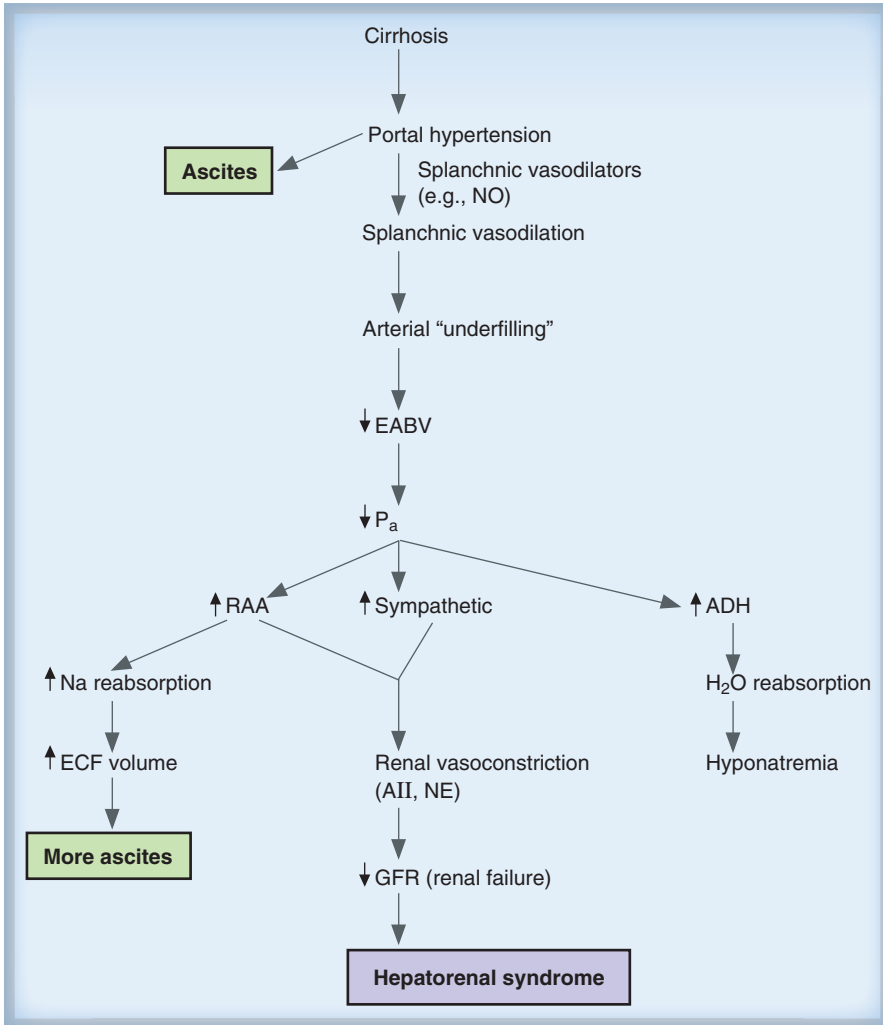 Cirrhosis
Portal hypertension
Ascites
Splanchnic vasodilators
(e.g., NO)
Splanchnic vasodilation
Arterial “underfilling”
↓ EABV
↓ Pₐ
↑ RAA
↑ Sympathetic
↑ ADH
↑ Na reabsorption
H₂O reabsorption
↑ ECF volume
Renal vasoconstriction
(AII, NE)
Hyponatremia
More ascites
↓ GFR (renal failure)
Hepatorenal syndrome